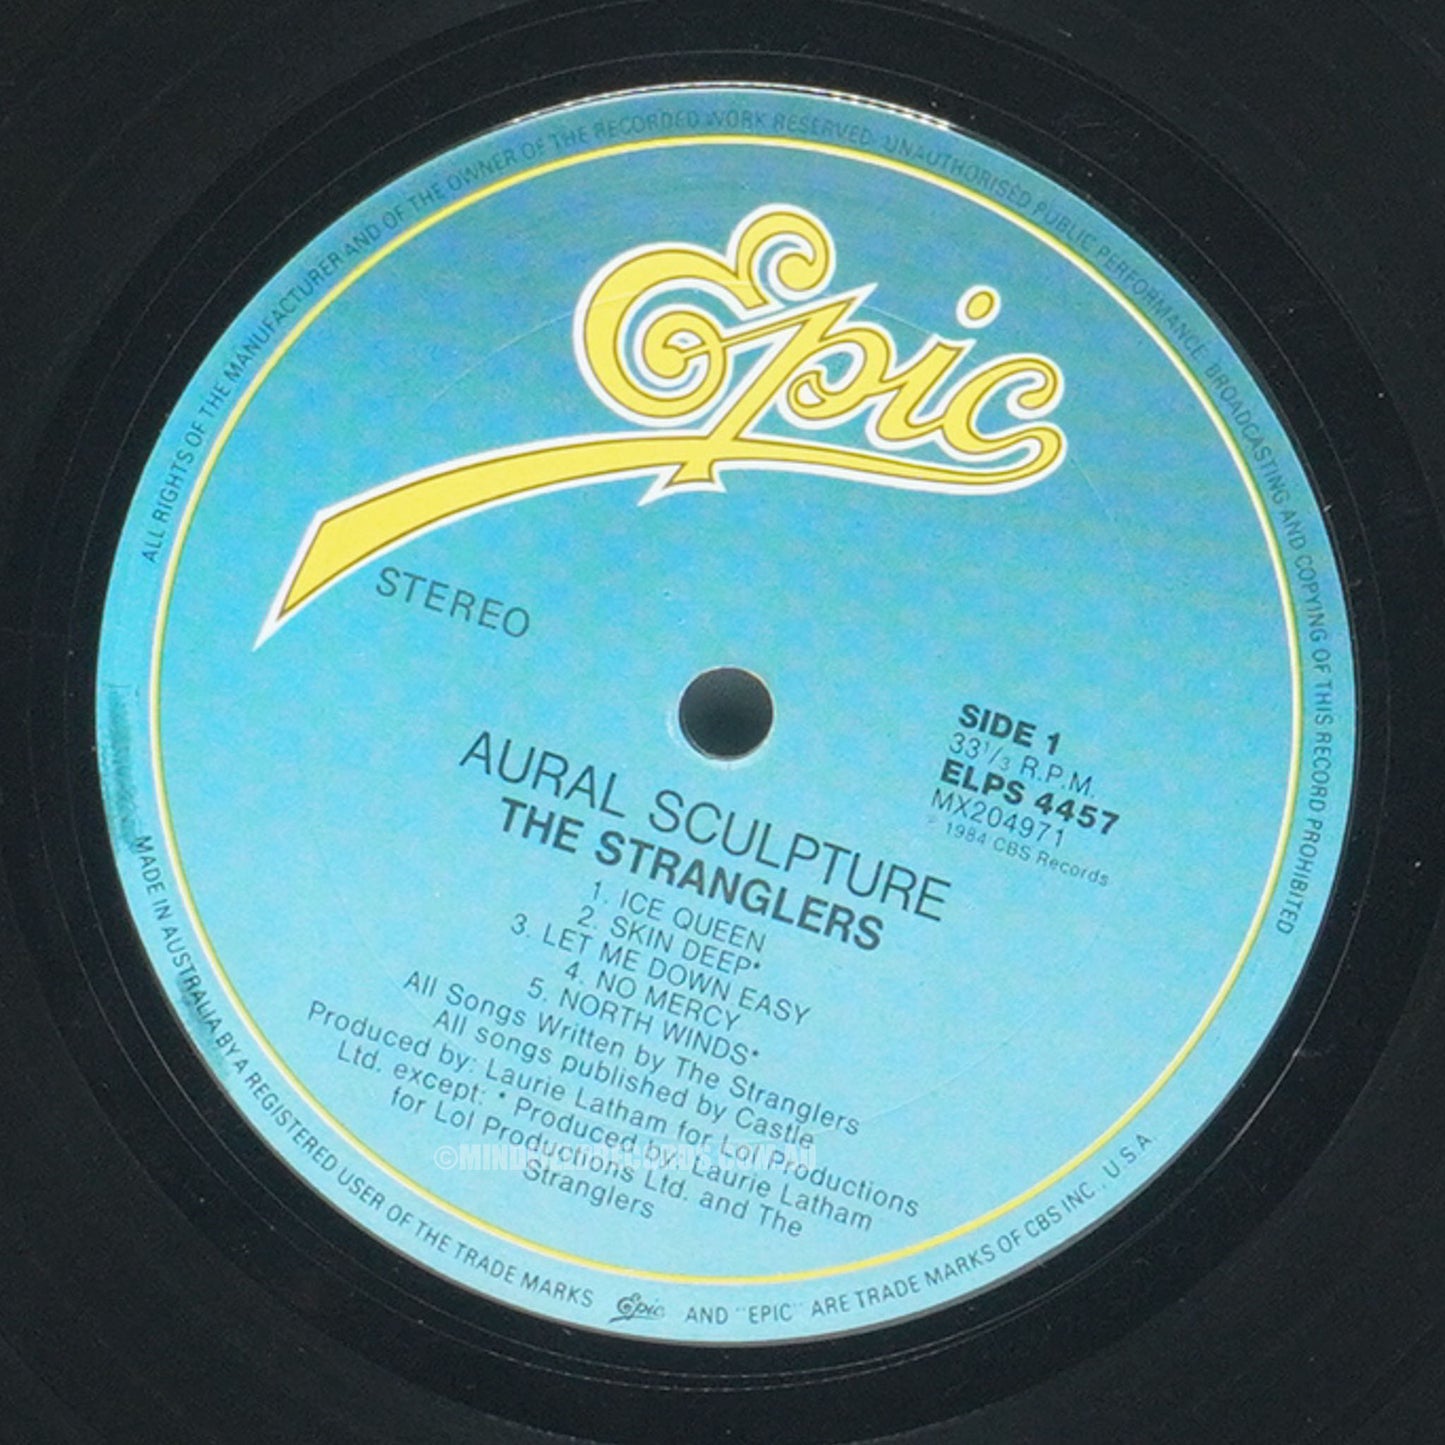 ALL RIGHTS OF THE MANUFACTURER AND OF THE OWNER OF THE RECORDED WORK RESERVED. UNAUTHORISED PUBLIC PERFORMANCE BROADCASTING AND COPYING OF THIS RECORD PROHIBITED
Epic
STEREO
SIDE 1
33⅓ R.P.M.
ELPS 4457
MX204971
℗ 1984 CBS Records
AURAL SCULPTURE
THE STRANGLERS
1. ICE QUEEN
2. SKIN DEEP*
3. LET ME DOWN EASY
4. NO MERCY
5. NORTH WINDS*
All Songs Written by The Stranglers
All songs published by Castle
Produced by: Laurie Latham for Lol Productions
Ltd. except: * Produced by: Laurie Latham
for Lol Productions Ltd. and The
Stranglers
MADE IN AUSTRALIA BY A REGISTERED USER OF THE TRADE MARKS Epic AND "EPIC" ARE TRADE MARKS OF CBS INC., U.S.A.